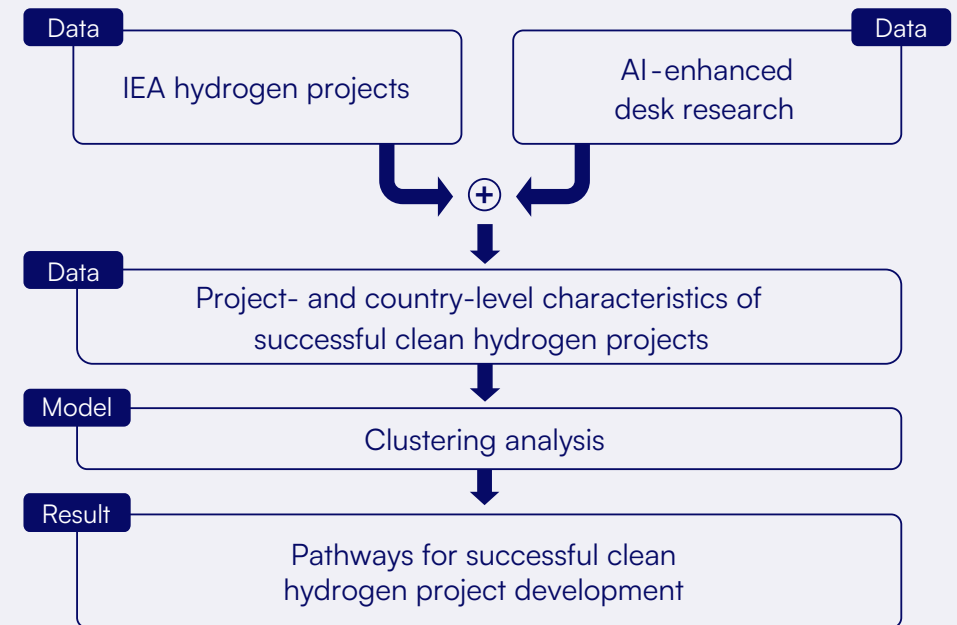 Data
IEA hydrogen projects
Data
AI-enhanced
desk research
+
Data
Project- and country-level characteristics of
successful clean hydrogen projects
Model
Clustering analysis
Result
Pathways for successful clean
hydrogen project development